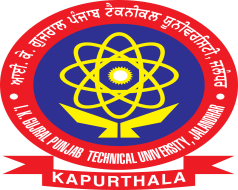 ਆਈ. ਕੇ. ਗੁਜਰਾਲ ਪੰਜਾਬ ਟੈਕਨੀਕਲ ਯੂਨੀਵਰਸਿਟੀ, ਜਲੰਧਰ
I. K. GUJRAL PUNJAB TECHNICAL UNIVERSITY, JALANDHAR
KAPURTHALA